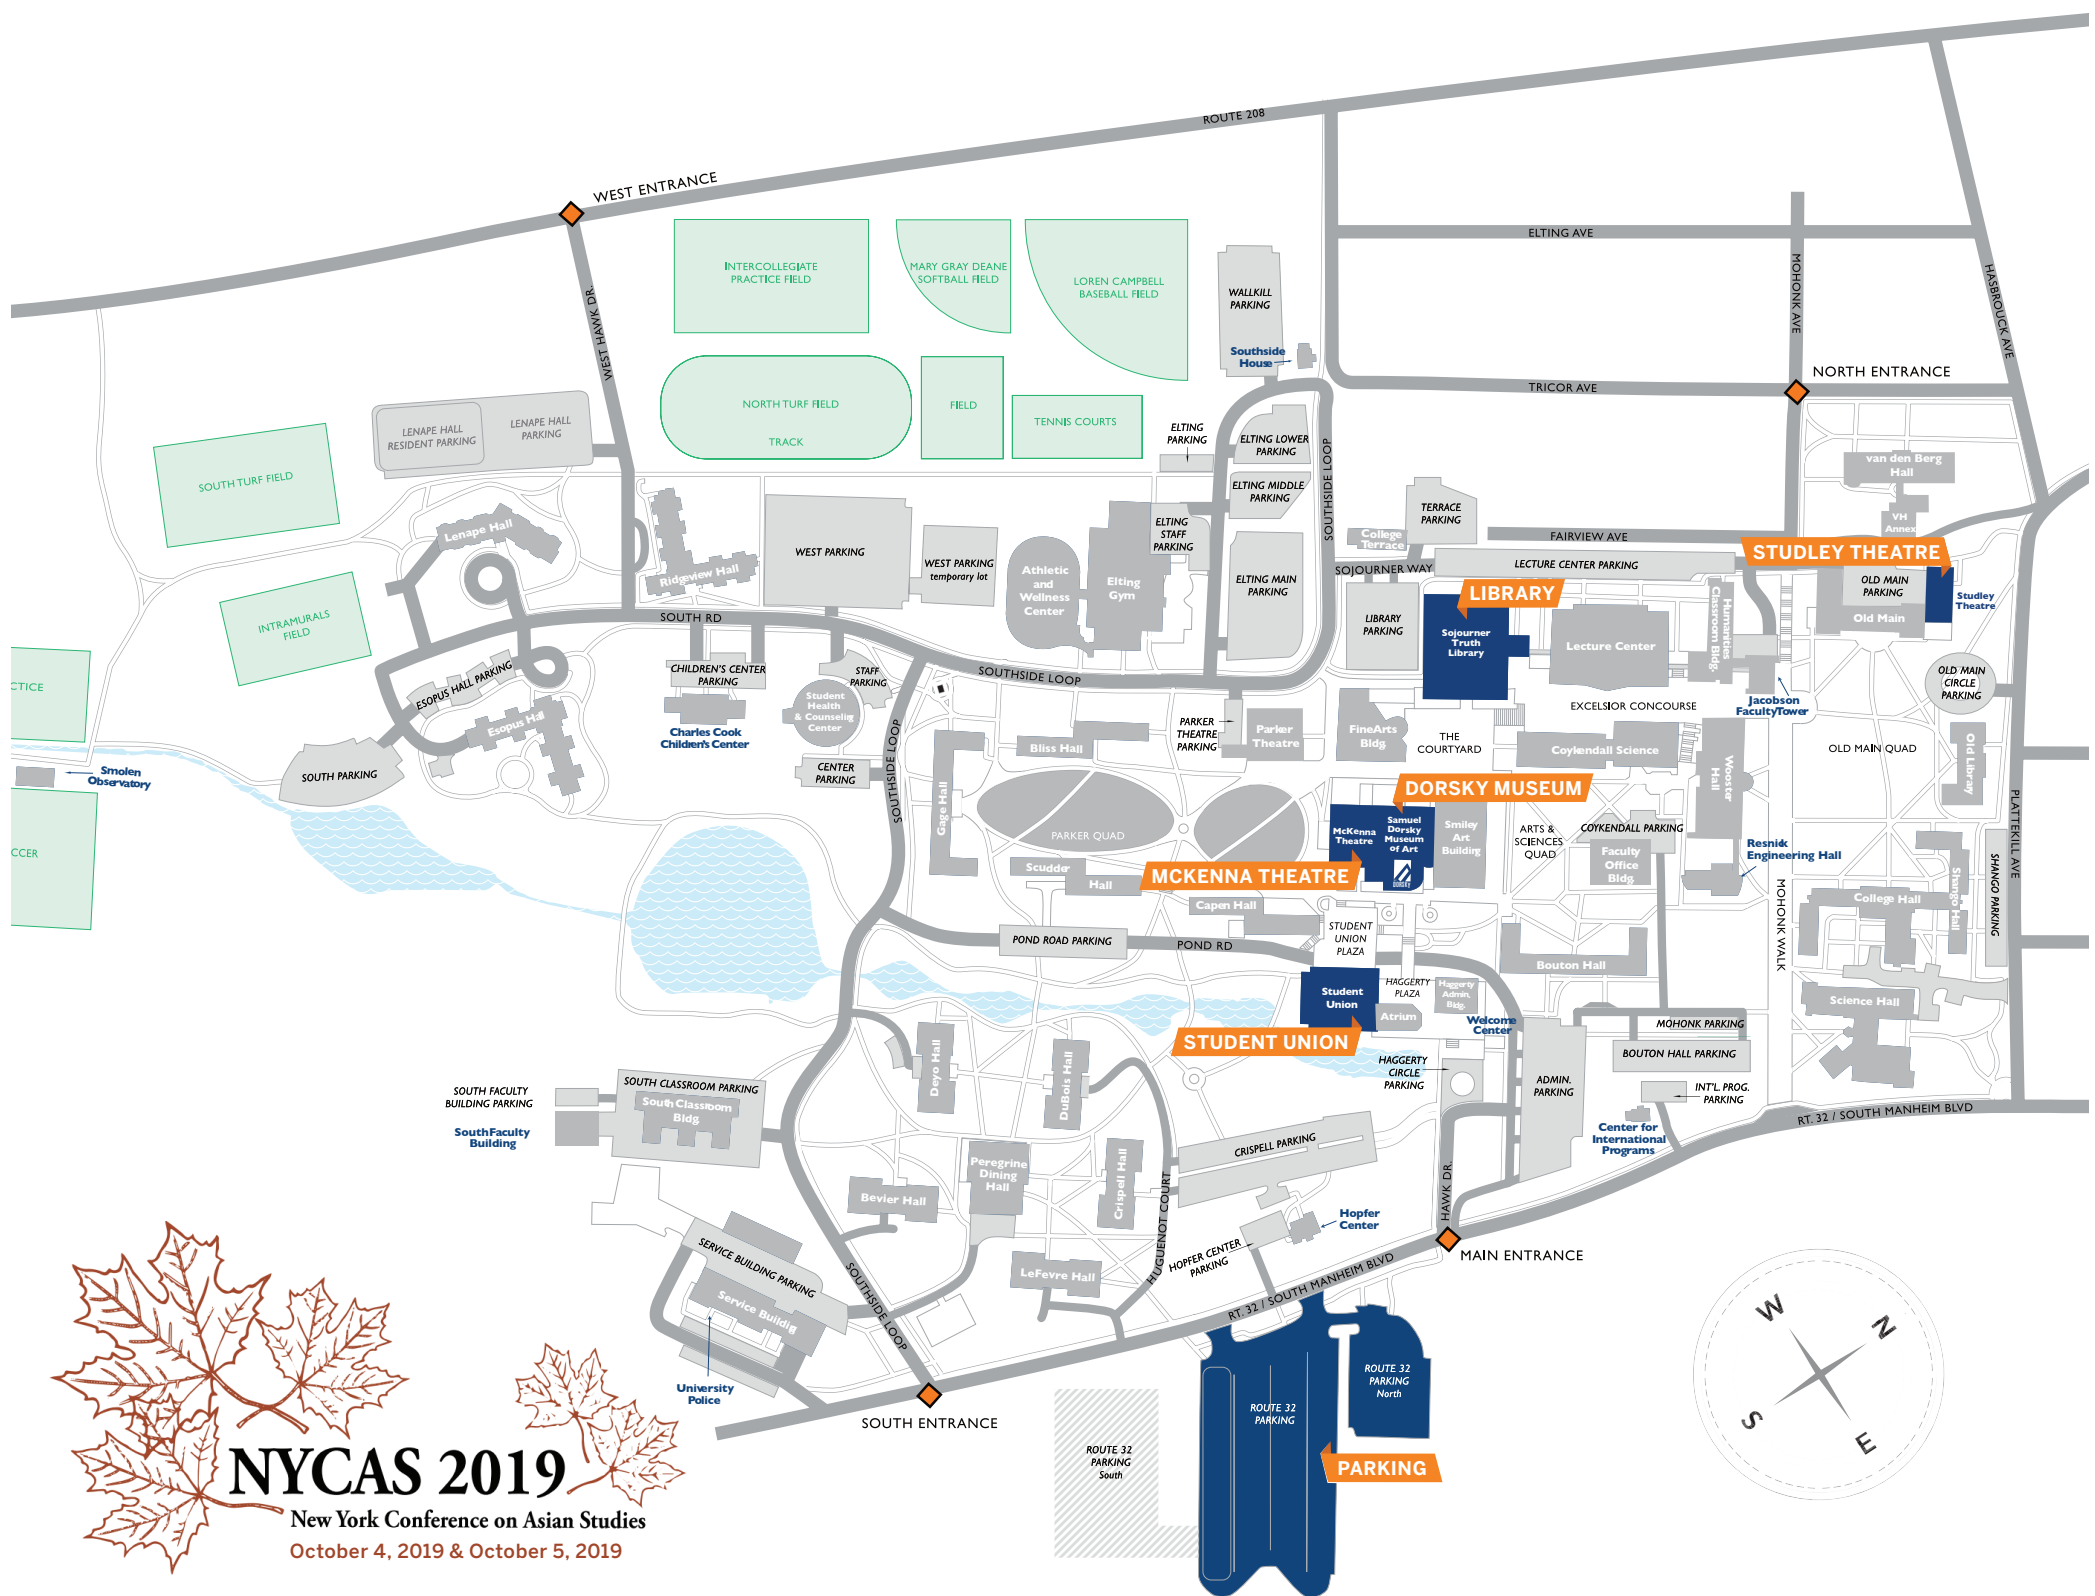 ROUTE 208
WEST ENTRANCE
WEST HAWK DR.
INTERCOLLEGIATE
PRACTICE FIELD
MARY GRAY DEANE
SOFTBALL FIELD
LOREN CAMPBELL
BASEBALL FIELD
WALLKILL
PARKING
Southside
House
ELTING AVE
MOHONK AVE
HASBROUCK AVE
TRICOR AVE
NORTH ENTRANCE
NORTH TURF FIELD
TRACK
FIELD
TENNIS COURTS
ELTING
PARKING
ELTING LOWER
PARKING
ELTING MIDDLE
PARKING
SOUTHSIDE LOOP
LENAPE HALL
RESIDENT PARKING
LENAPE HALL
PARKING
SOUTH TURF FIELD
Lenape Hall
Ridgeview Hall
WEST PARKING
WEST PARKING
temporary lot
Athletic
and
Wellness
Center
Elting
Gym
ELTING
STAFF
PARKING
ELTING MAIN
PARKING
College
Terrace
TERRACE
PARKING
FAIRVIEW AVE
SOJOURNER WAY
LECTURE CENTER PARKING
van den Berg
Hall
VH
Annex
STUDLEY THEATRE
OLD MAIN
PARKING
Studley
Theatre
Old Main
LIBRARY
LIBRARY
PARKING
Sojourner
Truth
Library
Lecture Center
Humanities
Classroom Bldg.
Jacobson
FacultyTower
OLD MAIN
CIRCLE
PARKING
INTRAMURALS
FIELD
SOUTH RD
CTICE
ESOPUS HALL PARKING
Esopus Hall
CHILDREN'S CENTER
PARKING
Charles Cook
Children's Center
STAFF
PARKING
Student
Health
& Counseling
Center
CENTER
PARKING
SOUTHSIDE LOOP
SOUTHSIDE LOOP
Smolen
Observatory
SOUTH PARKING
CCER
Gage Hall
Bliss Hall
PARKER
THEATRE
PARKING
Parker
Theatre
FineArts
Bldg.
THE
COURTYARD
EXCELSIOR CONCOURSE
Coykendall Science
Wooster
Hall
OLD MAIN QUAD
Old Library
PLATTEKILL AVE
DORSKY MUSEUM
PARKER QUAD
McKenna
Theatre
Samuel
Dorsky
Museum
of Art
DORSKY
Smiley
Art
Building
ARTS &
SCIENCES
QUAD
COYKENDALL PARKING
Faculty
Office
Bldg.
Resnick
Engineering Hall
MOHONK WALK
Scudder
Hall
MCKENNA THEATRE
Capen Hall
College Hall
Shango Hall
SHANGO PARKING
POND ROAD PARKING
POND RD
STUDENT
UNION
PLAZA
Bouton Hall
Student
Union
HAGGERTY
PLAZA
Haggerty
Admin.
Bldg.
Atrium
Welcome
Center
STUDENT UNION
Science Hall
MOHONK PARKING
BOUTON HALL PARKING
HAGGERTY
CIRCLE
PARKING
ADMIN.
PARKING
INT'L. PROG.
PARKING
Center for
International
Programs
RT. 32 / SOUTH MANHEIM BLVD
Deyo Hall
DuBois Hall
SOUTH FACULTY
BUILDING PARKING
SOUTH CLASSROOM PARKING
South Classroom
Bldg.
SouthFaculty
Building
Peregrine
Dining
Hall
Crispell Hall
CRISPELL PARKING
HUGUENOT COURT
Bevier Hall
Hopfer
Center
HOPFER CENTER
PARKING
HAWK DR.
MAIN ENTRANCE
SERVICE BUILDING PARKING
Service Building
LeFevre Hall
SOUTHSIDE LOOP
RT. 32 / SOUTH MANHEIM BLVD
University
Police
SOUTH ENTRANCE
ROUTE 32
PARKING
South
ROUTE 32
PARKING
ROUTE 32
PARKING
North
PARKING
W
N
S
E
NYCAS 2019
New York Conference on Asian Studies
October 4, 2019 & October 5, 2019